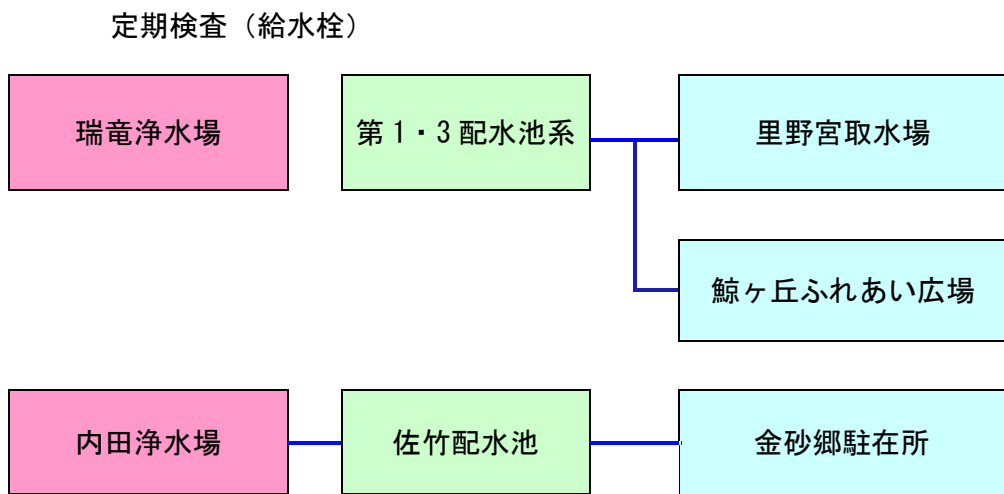 定期検査（給水栓）
瑞竜浄水場
第1・3配水池系
里野宮取水場
鯨ヶ丘ふれあい広場
内田浄水場
佐竹配水池
金砂郷駐在所